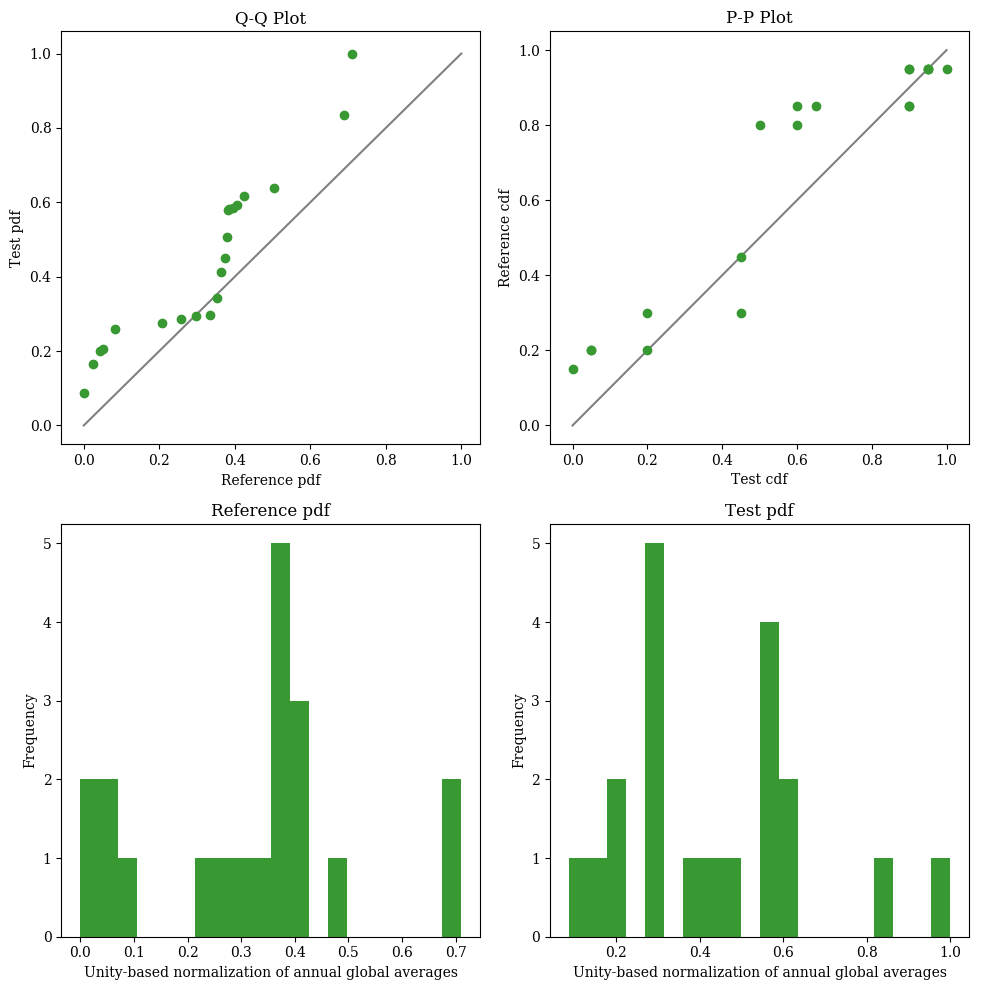 Q-Q Plot
1.0
0.8
0.6
0.4
0.2
0.0
Test pdf
0.0 0.2 0.4 0.6 0.8 1.0
Reference pdf
P-P Plot
1.0
0.8
0.6
0.4
0.2
0.0
Reference cdf
0.0 0.2 0.4 0.6 0.8 1.0
Test cdf
Reference pdf
5
4
3
2
1
0
Frequency
0.0 0.1 0.2 0.3 0.4 0.5 0.6 0.7
Unity-based normalization of annual global averages
Test pdf
5
4
3
2
1
0
Frequency
0.2 0.4 0.6 0.8 1.0
Unity-based normalization of annual global averages